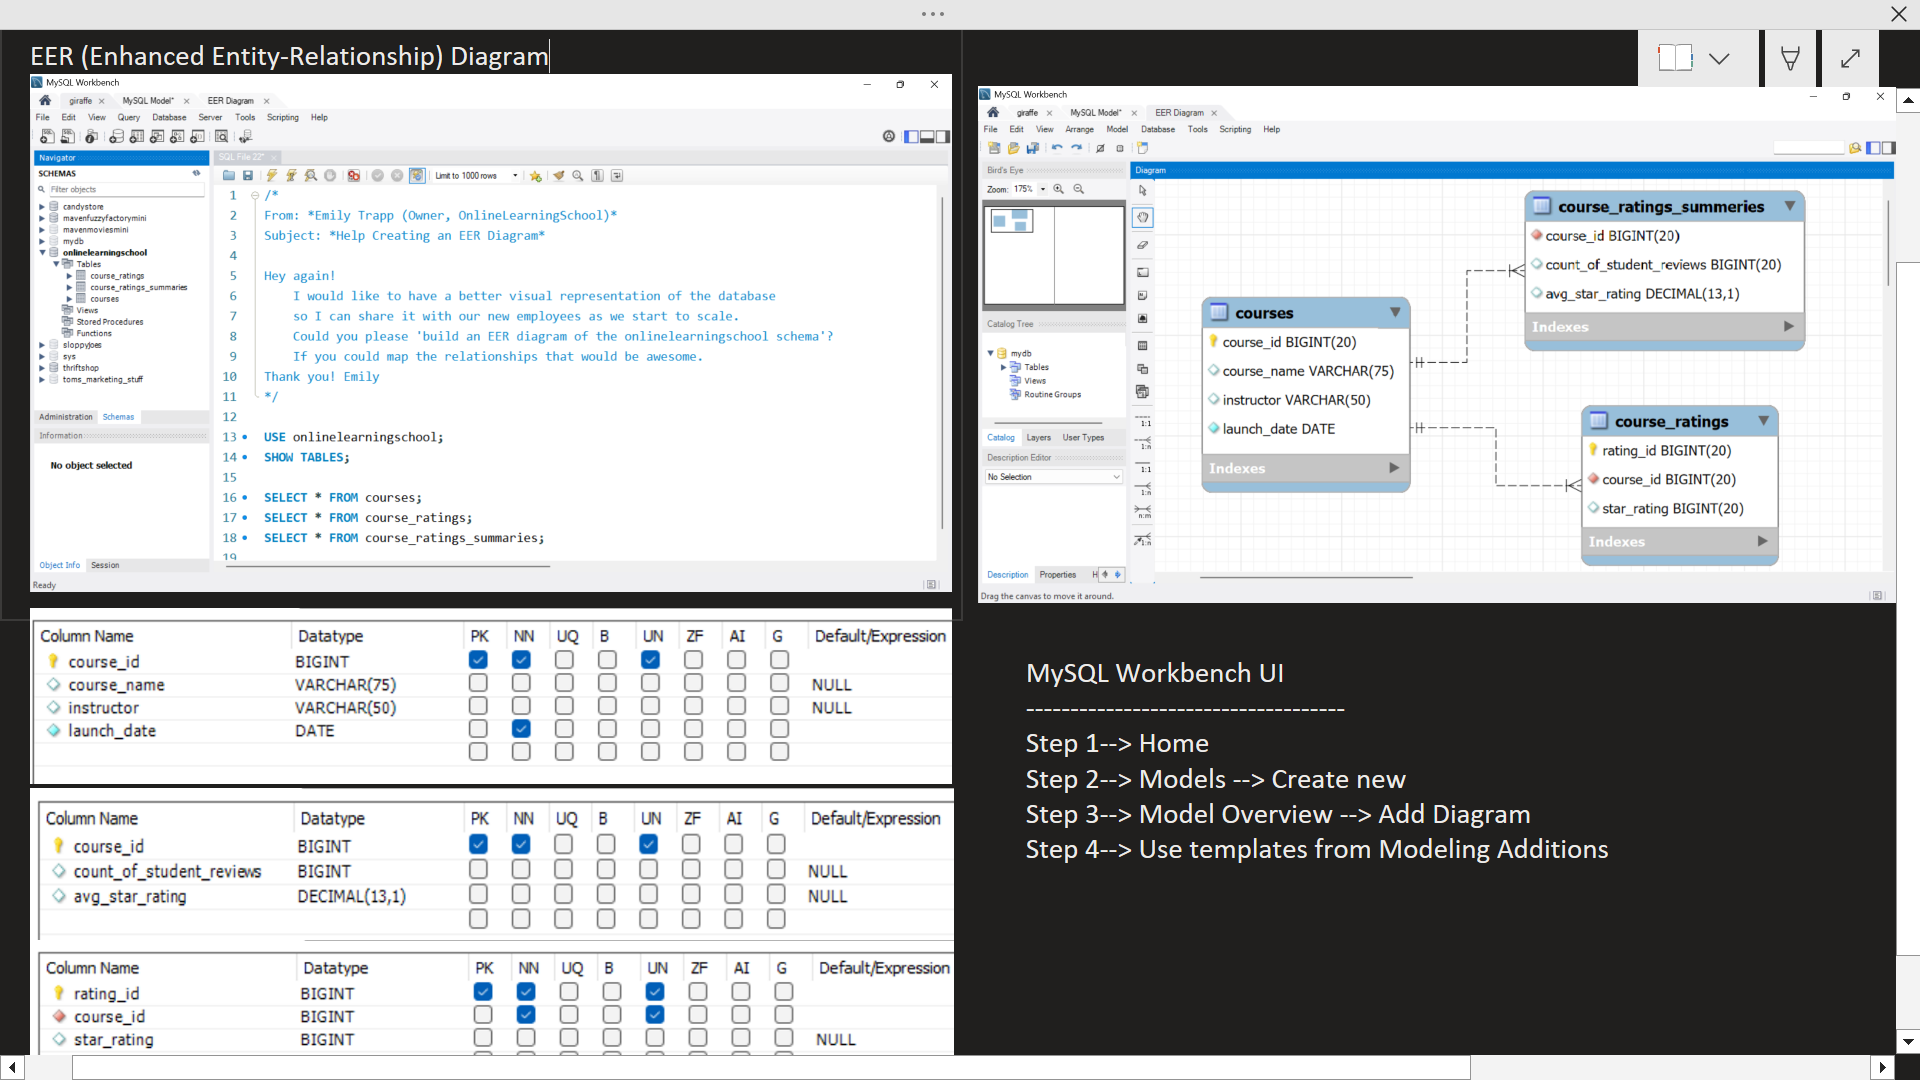 EER (Enhanced Entity-Relationship) Diagram
MySQL Workbench
giraffe
MySQL Model*
EER Diagram
File Edit View Query Database Server Tools Scripting Help
Navigator
SQL File 22*
SCHEMAS
Filter objects
Limit to 1000 rows
candystore
mavenfuzzyfactorymini
mavenmoviesmini
mydb
onlinelearningschool
Tables
course_ratings
course_ratings_summaries
courses
Views
Stored Procedures
Functions
sloppyjoes
sys
thriftshop
toms_marketing_stuff
Administration Schemas
Information
No object selected
Object Info Session
Ready
1 /*
2 From: *Emily Trapp (Owner, OnlineLearningSchool)*
3 Subject: *Help Creating an EER Diagram*
4
5 Hey again!
6 I would like to have a better visual representation of the database
7 so I can share it with our new employees as we start to scale.
8 Could you please 'build an EER diagram of the onlinelearningschool schema'?
9 If you could map the relationships that would be awesome.
10 Thank you! Emily
11 */
12
13 USE onlinelearningschool;
14 SHOW TABLES;
15
16 SELECT * FROM courses;
17 SELECT * FROM course_ratings;
18 SELECT * FROM course_ratings_summaries;
19
MySQL Workbench
giraffe
MySQL Model*
EER Diagram
File Edit View Arrange Model Database Tools Scripting Help
Bird's Eye
Diagram
Zoom: 175%
Catalog Tree
mydb
Tables
Views
Routine Groups
Catalog Layers User Types
Description Editor
No Selection
Description Properties H
1:1
1:n
1:1
1:n
n:m
1:n
Drag the canvas to move it around.
course_ratings_summeries
course_id BIGINT(20)
count_of_student_reviews BIGINT(20)
avg_star_rating DECIMAL(13,1)
Indexes
courses
course_id BIGINT(20)
course_name VARCHAR(75)
instructor VARCHAR(50)
launch_date DATE
Indexes
course_ratings
rating_id BIGINT(20)
course_id BIGINT(20)
star_rating BIGINT(20)
Indexes
Column Name Datatype PK NN UQ B UN ZF AI G Default/Expression
course_id BIGINT
course_name VARCHAR(75) NULL
instructor VARCHAR(50) NULL
launch_date DATE
Column Name Datatype PK NN UQ B UN ZF AI G Default/Expression
course_id BIGINT
count_of_student_reviews BIGINT NULL
avg_star_rating DECIMAL(13,1) NULL
Column Name Datatype PK NN UQ B UN ZF AI G Default/Expression
rating_id BIGINT
course_id BIGINT
star_rating BIGINT NULL
MySQL Workbench UI
------------------------------------
Step 1--> Home
Step 2--> Models --> Create new
Step 3--> Model Overview --> Add Diagram
Step 4--> Use templates from Modeling Additions